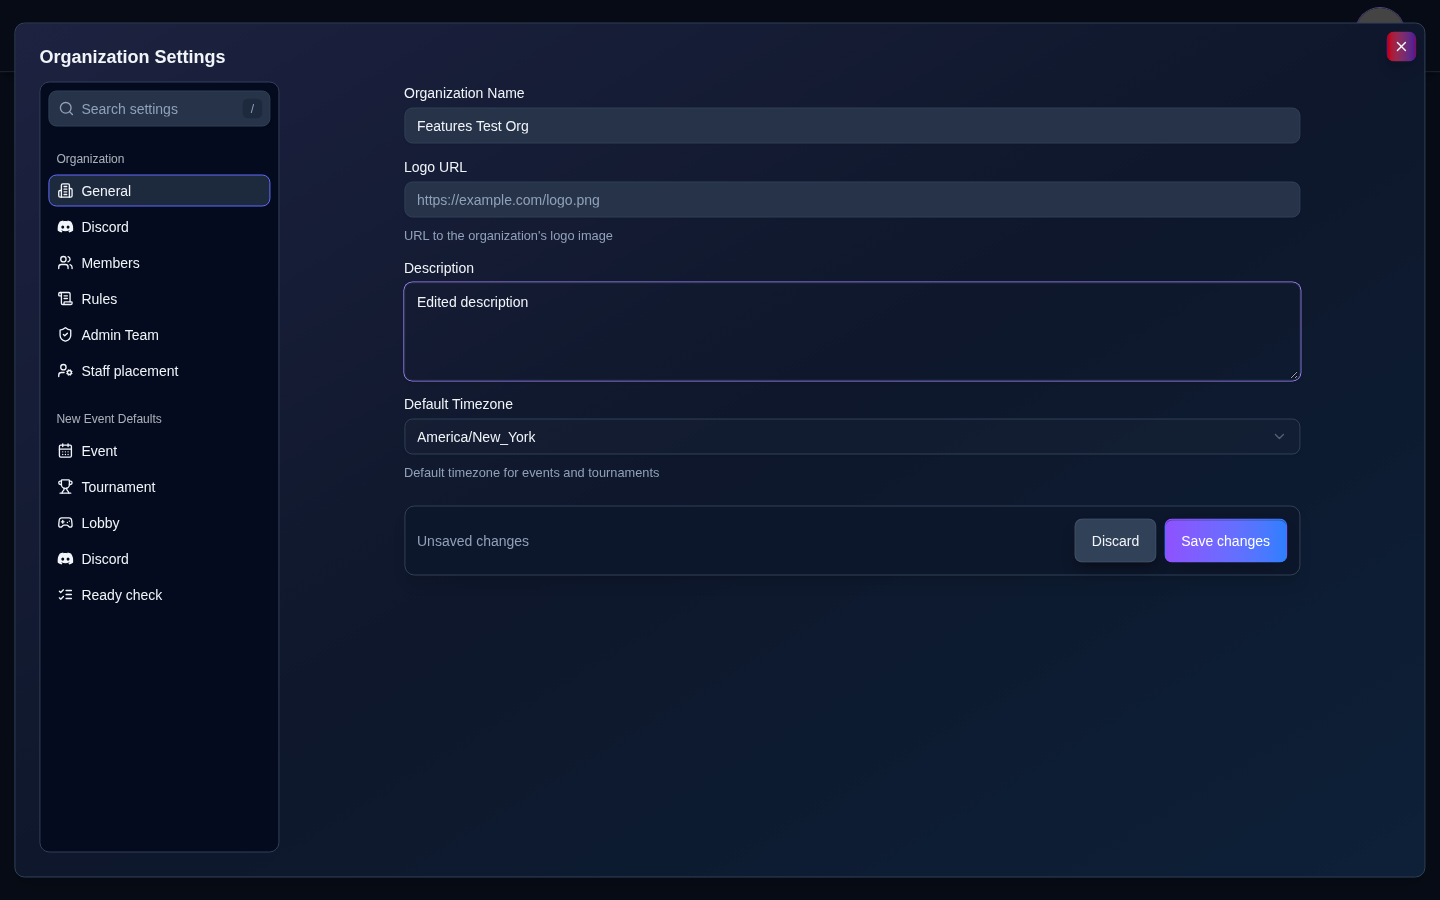 Organization Settings
Search settings /
Organization
General
Discord
Members
Rules
Admin Team
Staff placement
New Event Defaults
Event
Tournament
Lobby
Discord
Ready check
Organization Name
Features Test Org
Logo URL
https://example.com/logo.png
URL to the organization's logo image
Description
Edited description
Default Timezone
America/New_York
Default timezone for events and tournaments
Unsaved changes
Discard
Save changes